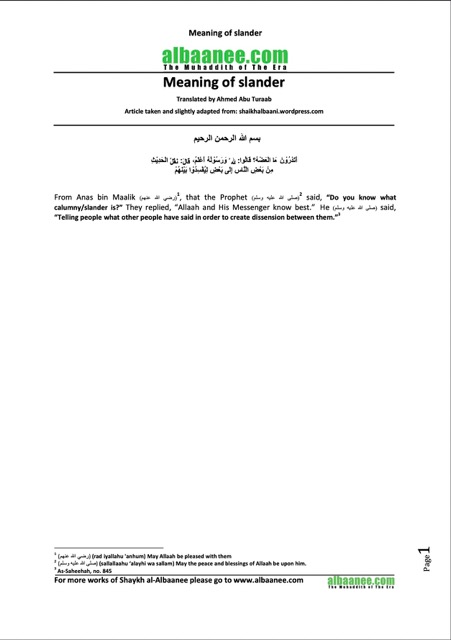 Meaning of slander
albaanee.com
The Muhaddith of The Era
Meaning of slander
Translated by Ahmed Abu Turaab
Article taken and slightly adapted from: shaikhalbaani.wordpress.com
بسم الله الرحمن الرحيم
أَتَدْرُوْنَ مَا الْعَضْهُ؟ قَالُوا: اللهُ وَرَسُوْلُهُ أَعْلَمُ، قَالَ: نَقْلُ الْحَدِيْثِ
مِنْ بَعْضِ النَّاسِ إِلَى بَعْضٍ لِيُفْسِدُوْا بَيْنَهُمْ
From Anas bin Maalik (رضي الله عنهم)1, that the Prophet (صلى الله عليه وسلم)2 said, “Do you know what
calumny/slander is?” They replied, “Allaah and His Messenger know best.” He (صلى الله عليه وسلم) said,
“Telling people what other people have said in order to create dissension between them.”3
1 (رضي الله عنهم) (rad iyallahu ‘anhum) May Allaah be pleased with them
2 (صلى الله عليه وسلم) (sallallaahu ‘alayhi wa sallam) May the peace and blessings of Allaah be upon him.
3 As-Saheehah, no. 845
For more works of Shaykh al-Albaanee please go to www.albaanee.com
albaanee.com
The Muhaddith of The Era
Page 1